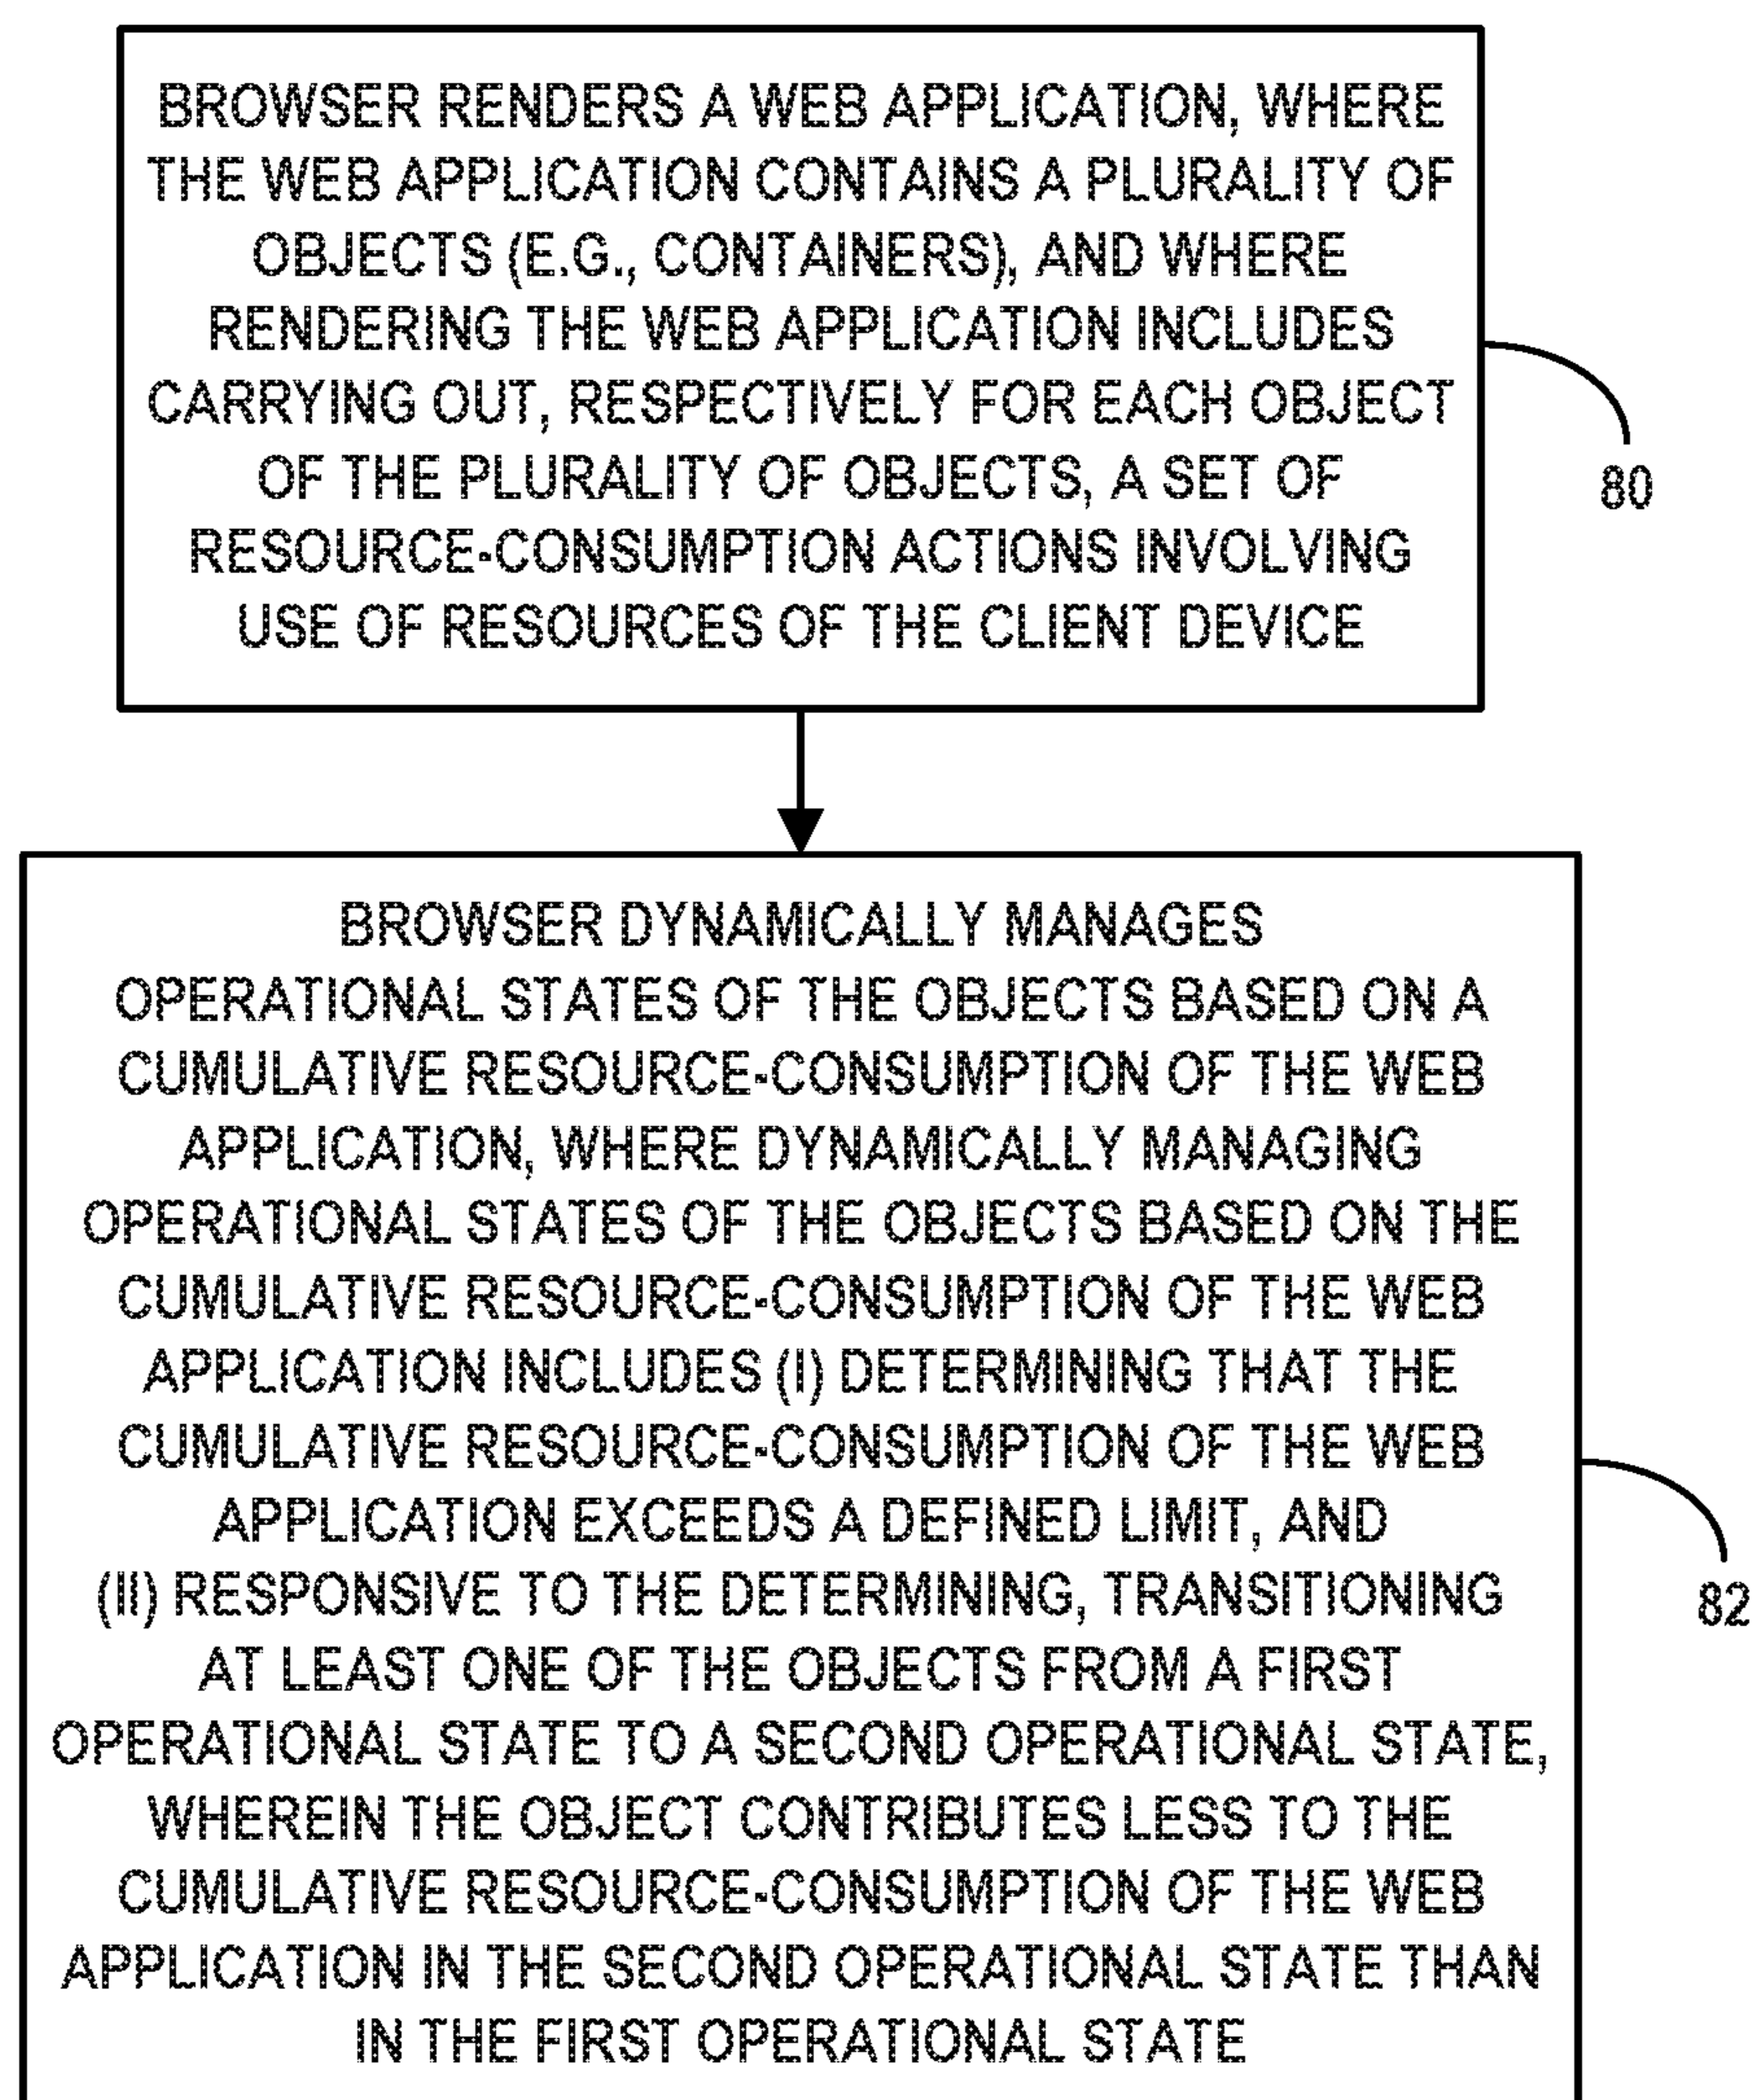 BROWSER RENDERS A WEB APPLICATION, WHERE
THE WEB APPLICATION CONTAINS A PLURALITY OF
OBJECTS (E.G., CONTAINERS), AND WHERE
RENDERING THE WEB APPLICATION INCLUDES
CARRYING OUT, RESPECTIVELY FOR EACH OBJECT
OF THE PLURALITY OF OBJECTS, A SET OF
RESOURCE-CONSUMPTION ACTIONS INVOLVING
USE OF RESOURCES OF THE CLIENT DEVICE
80
BROWSER DYNAMICALLY MANAGES
OPERATIONAL STATES OF THE OBJECTS BASED ON A
CUMULATIVE RESOURCE-CONSUMPTION OF THE WEB
APPLICATION, WHERE DYNAMICALLY MANAGING
OPERATIONAL STATES OF THE OBJECTS BASED ON THE
CUMULATIVE RESOURCE-CONSUMPTION OF THE WEB
APPLICATION INCLUDES (I) DETERMINING THAT THE
CUMULATIVE RESOURCE-CONSUMPTION OF THE WEB
APPLICATION EXCEEDS A DEFINED LIMIT, AND
(II) RESPONSIVE TO THE DETERMINING, TRANSITIONING
AT LEAST ONE OF THE OBJECTS FROM A FIRST
OPERATIONAL STATE TO A SECOND OPERATIONAL STATE,
WHEREIN THE OBJECT CONTRIBUTES LESS TO THE
CUMULATIVE RESOURCE-CONSUMPTION OF THE WEB
APPLICATION IN THE SECOND OPERATIONAL STATE THAN
IN THE FIRST OPERATIONAL STATE
82